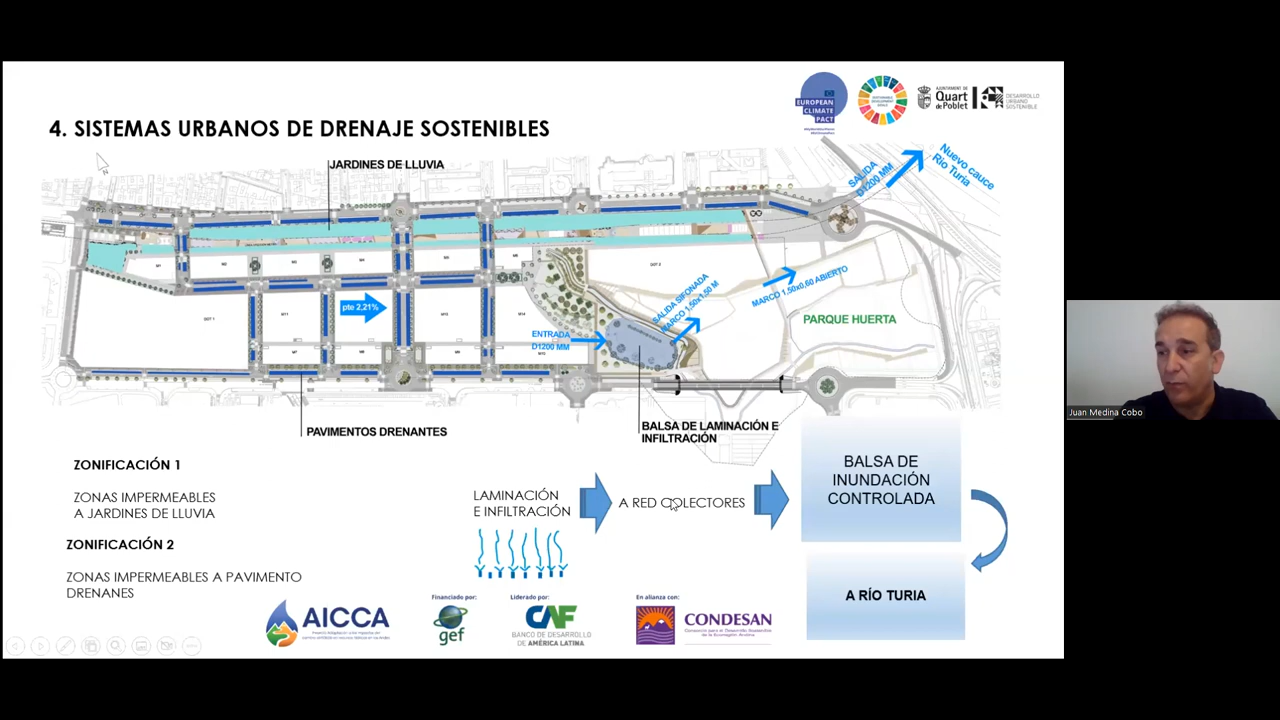 EUROPEAN
CLIMATE
PACT
AJUNTAMENT DE
Quart
de Poblet
DESARROLLO
URBANO
SOSTENIBLE
4. SISTEMAS URBANOS DE DRENAJE SOSTENIBLES
JARDINES DE LLUVIA
SALIDA
D1200 MM
Nuevo cauce
Río Turia
pte 2,21%
ENTRADA
D1200 MM
SALIDA SIFONADA
MARCO 1,50x1,50 M
MARCO 1,50x0,60 ABIERTO
PARQUE HUERTA
PAVIMENTOS DRENANTES
BALSA DE LAMINACIÓN E
INFILTRACIÓN
ZONIFICACIÓN 1
ZONAS IMPERMEABLES
A JARDINES DE LLUVIA
ZONIFICACIÓN 2
ZONAS IMPERMEABLES A PAVIMENTO
DRENANES
LAMINACIÓN
E INFILTRACIÓN
A RED COLECTORES
BALSA DE
INUNDACIÓN
CONTROLADA
A RÍO TURIA
AICCA
Financiado por:
gef
Liderado por:
CAF
BANCO DE DESARROLLO
DE AMÉRICA LATINA
En alianza con:
CONDESAN
Juan Medina Cobo